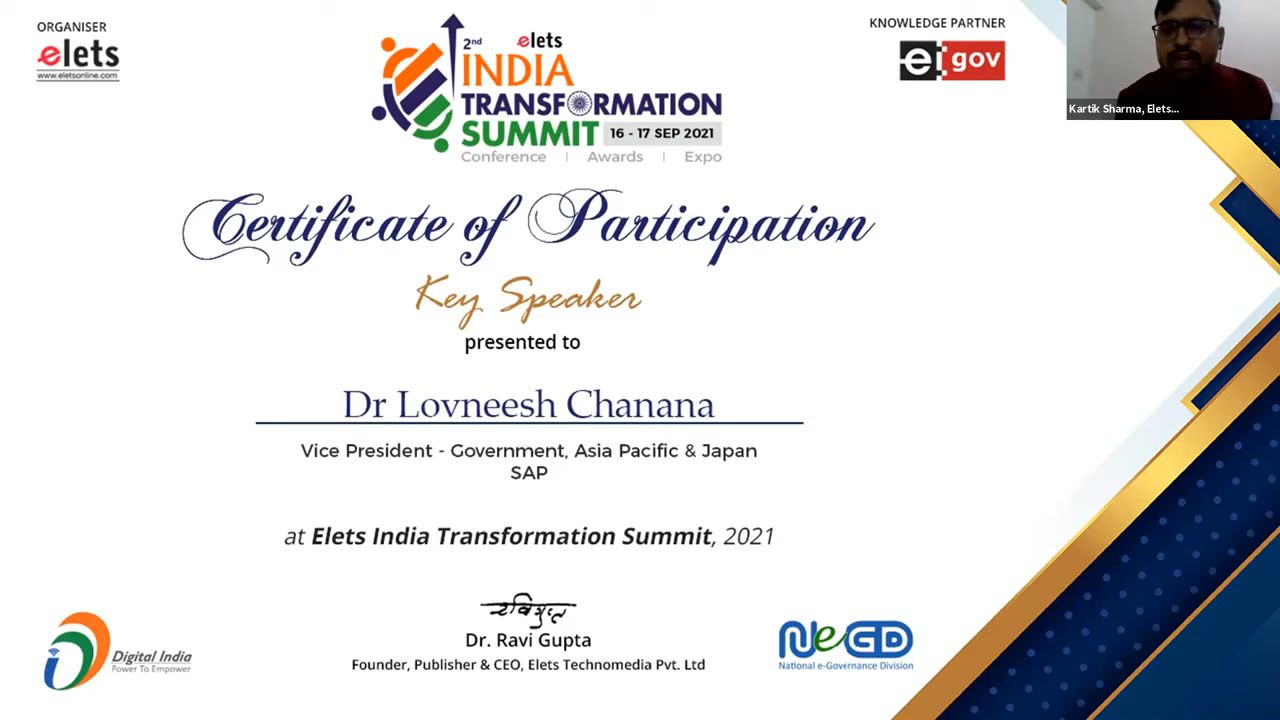 ORGANISER
elets
www.eletsonline.com
2nd elets
INDIA
TRANSFORMATION
SUMMIT 16 - 17 SEP 2021
Conference | Awards | Expo
KNOWLEDGE PARTNER
e gov
Kartik Sharma, Elets...
Certificate of Participation
Key Speaker
presented to
Dr Lovneesh Chanana
Vice President - Government, Asia Pacific & Japan
SAP
at Elets India Transformation Summit, 2021
रवि गुप्त
Dr. Ravi Gupta
Founder, Publisher & CEO, Elets Technomedia Pvt. Ltd
Digital India
Power To Empower
NeGD
National e-Governance Division